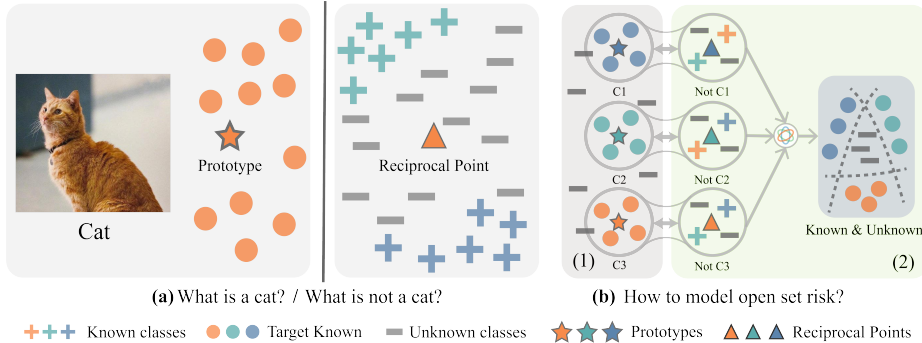 (a)
Prototype
Cat
Reciprocal Point
(a) What is a cat? / What is not a cat?
(b)
C1
Not C1
C2
Not C2
C3
Not C3
(1)
Known & Unknown
(2)
(b) How to model open set risk?
Known classes
Target Known
Unknown classes
Prototypes
Reciprocal Points